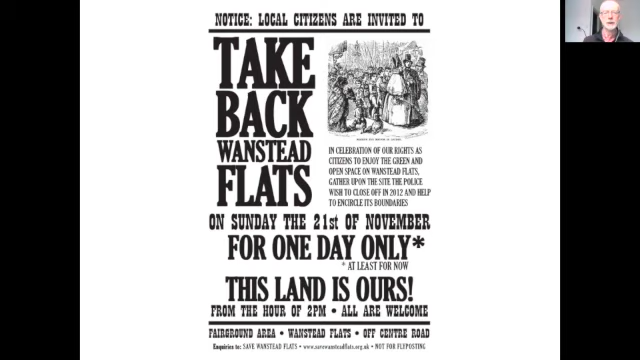 NOTICE: LOCAL CITIZENS ARE INVITED TO
TAKE
BACK
WANSTEAD
FLATS
IN CELEBRATION OF OUR RIGHTS AS
CITIZENS TO ENJOY THE GREEN AND
OPEN SPACE ON WANSTEAD FLATS,
GATHER UPON THE SITE THE POLICE
WISH TO CLOSE OFF IN 2012 AND HELP
TO ENCIRCLE ITS BOUNDARIES
ON SUNDAY THE 21st OF NOVEMBER
FOR ONE DAY ONLY*
* AT LEAST FOR NOW
THIS LAND IS OURS!
FROM THE HOUR OF 2PM • ALL ARE WELCOME
FAIRGROUND AREA • WANSTEAD FLATS • OFF CENTRE ROAD
Enquiries to: SAVE WANSTEAD FLATS • www.savewansteadflats.org.uk • NOT FOR FLYPOSTING